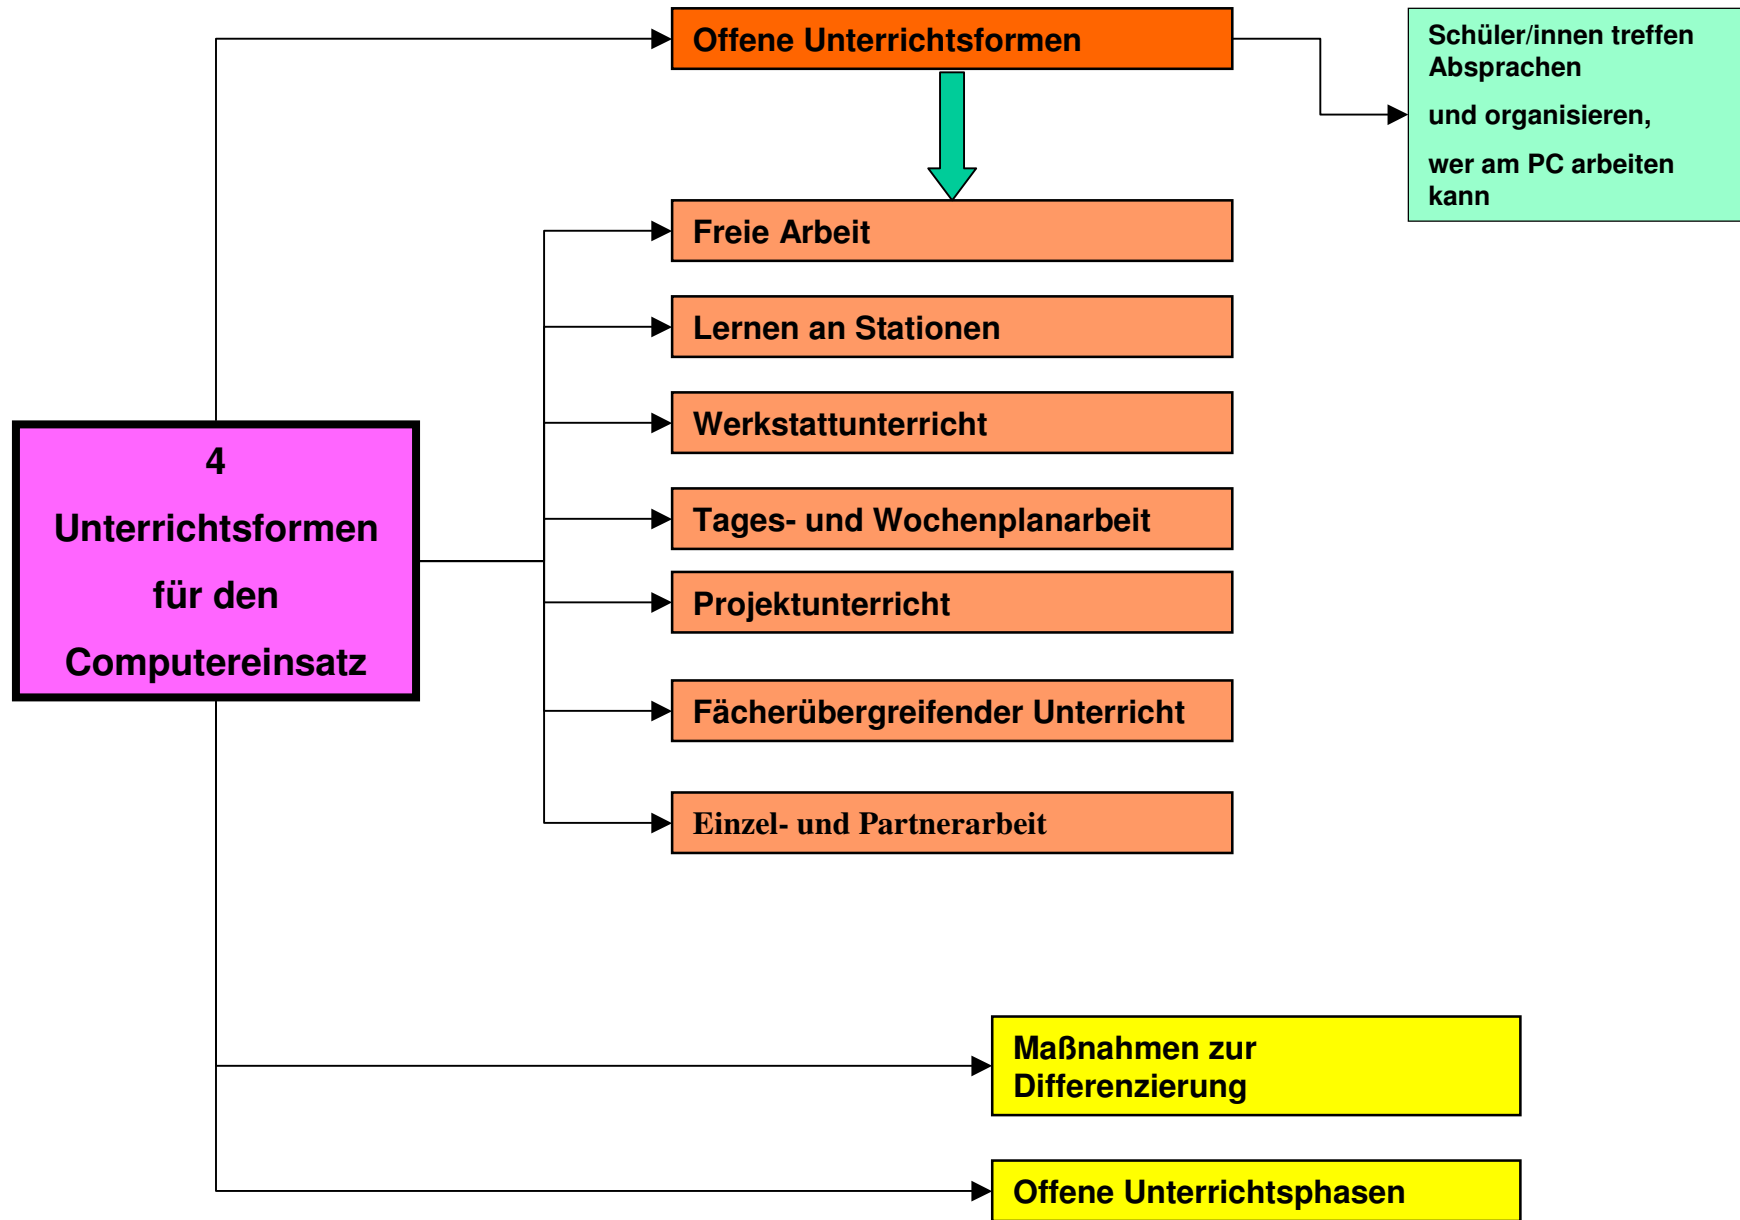 Offene Unterrichtsformen
Schüler/innen treffen
Absprachen
und organisieren,
wer am PC arbeiten
kann
Freie Arbeit
Lernen an Stationen
Werkstattunterricht
4
Unterrichtsformen
für den
Computereinsatz
Tages- und Wochenplanarbeit
Projektunterricht
Fächerübergreifender Unterricht
Einzel- und Partnerarbeit
Maßnahmen zur
Differenzierung
Offene Unterrichtsphasen